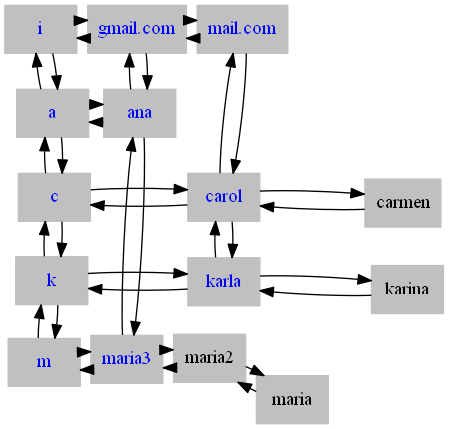 i gmail.com mail.com
a ana
c carol carmen
k karla karina
m maria3 maria2
maria